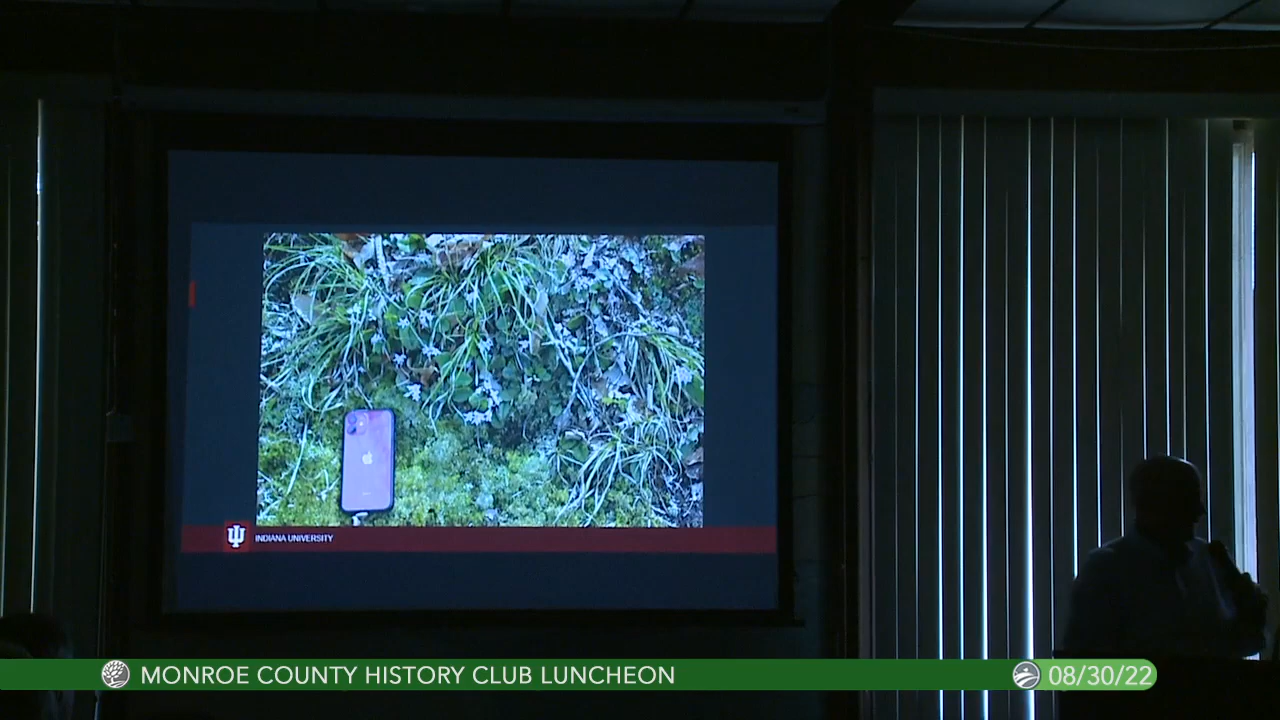 INDIANA UNIVERSITY
MONROE COUNTY HISTORY CLUB LUNCHEON
08/30/22